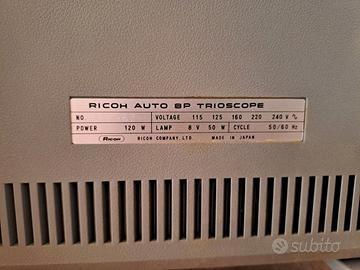 RICOH AUTO 8P TRIOSCOPE
NO. VOLTAGE 115 125 160 220 240 V
POWER 120 W LAMP 8 V 50 W CYCLE 50/60 Hz
RICOH RICOH COMPANY, LTD. MADE IN JAPAN
subito